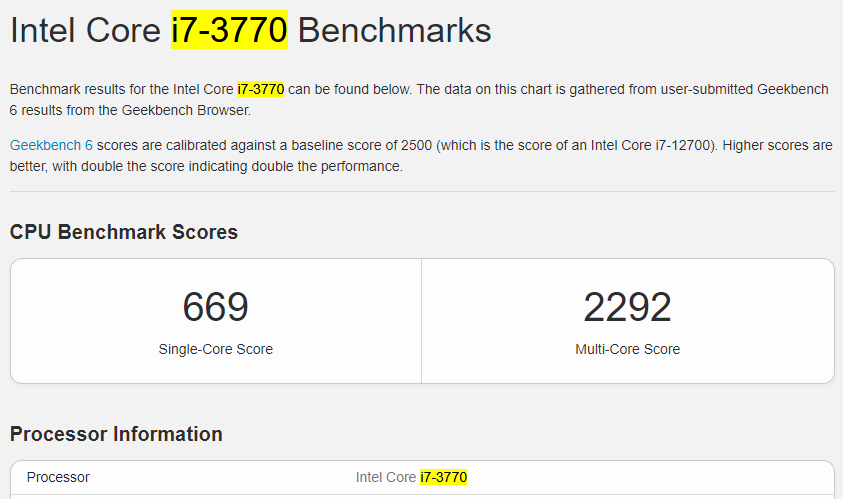 Intel Core i7-3770 Benchmarks
Benchmark results for the Intel Core i7-3770 can be found below. The data on this chart is gathered from user-submitted Geekbench
6 results from the Geekbench Browser.
Geekbench 6 scores are calibrated against a baseline score of 2500 (which is the score of an Intel Core i7-12700). Higher scores are
better, with double the score indicating double the performance.
CPU Benchmark Scores
669
Single-Core Score
2292
Multi-Core Score
Processor Information
Processor Intel Core i7-3770